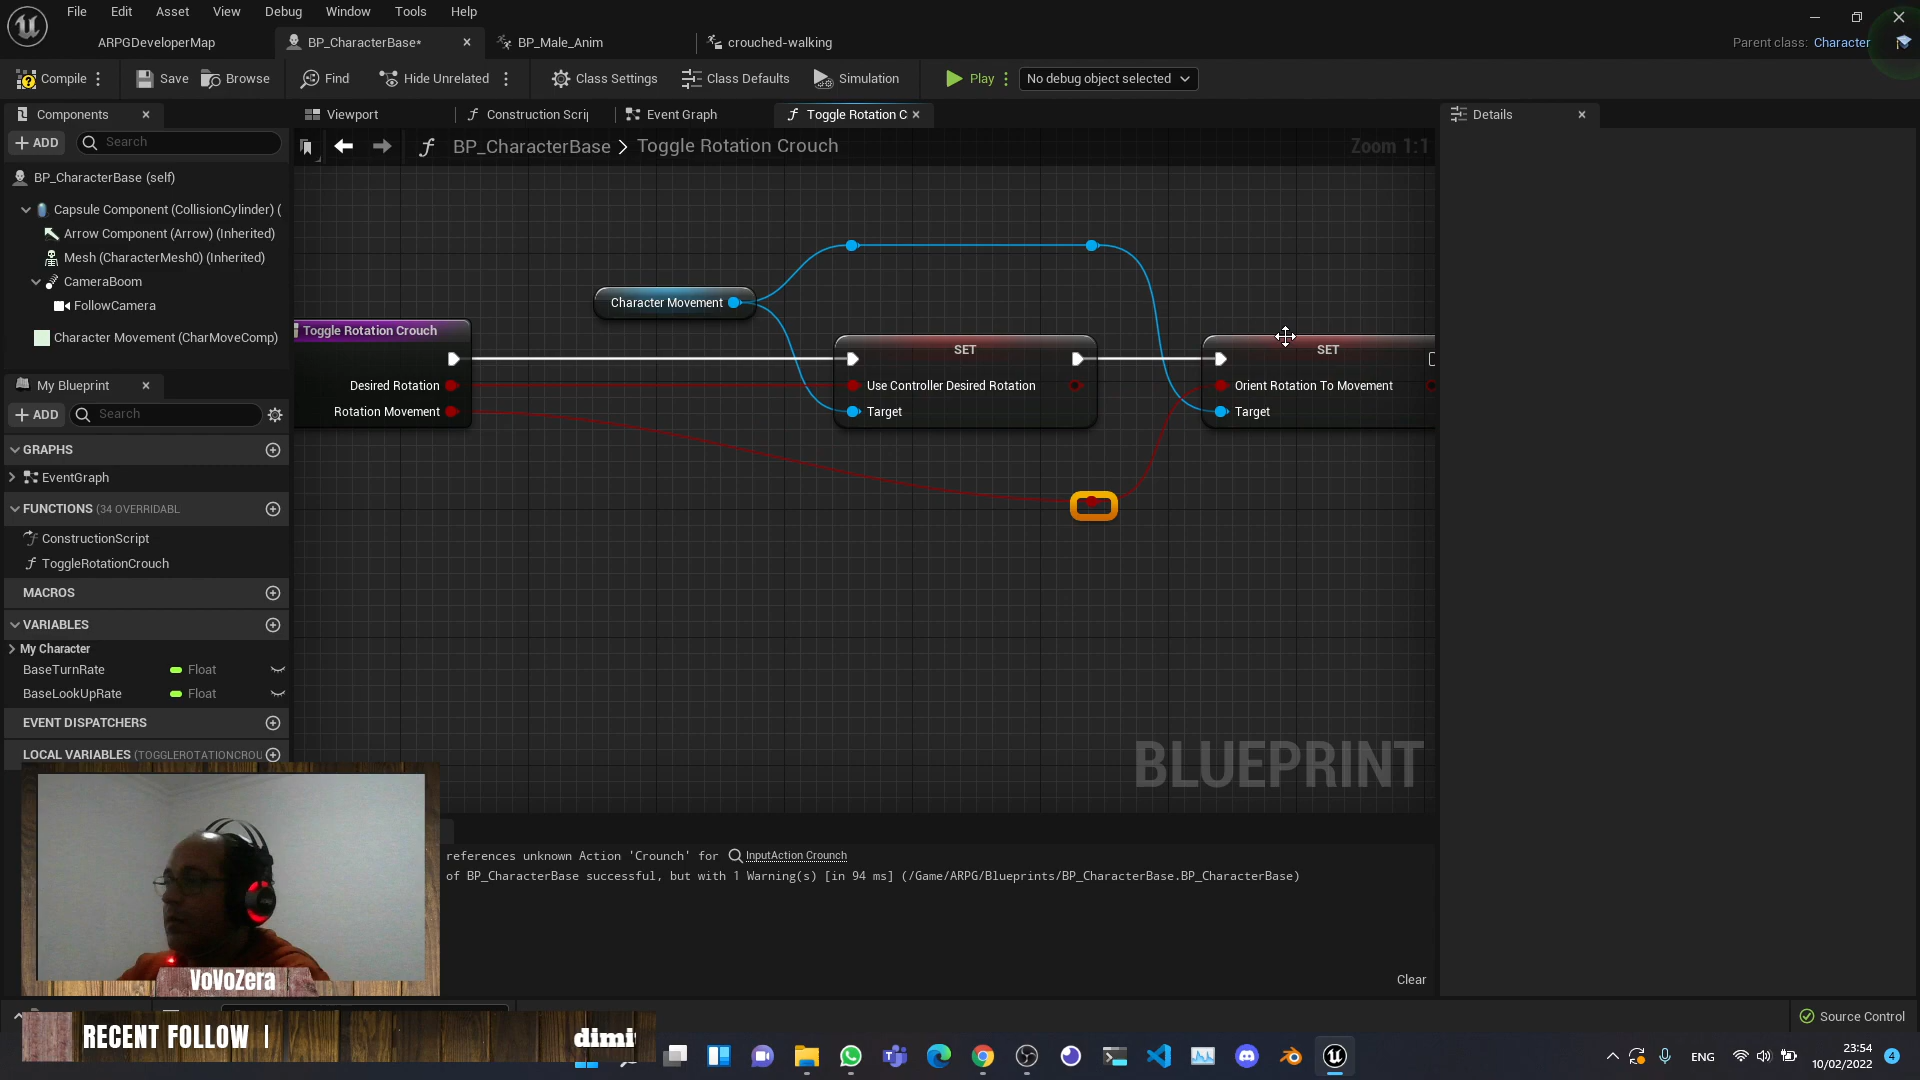 File Edit Asset View Debug Window Tools Help
ARPGDeveloperMap BP_CharacterBase* BP_Male_Anim crouched-walking Parent class: Character
Compile Save Browse Find Hide Unrelated Class Settings Class Defaults Simulation Play No debug object selected
Components Viewport Construction Scrip Event Graph Toggle Rotation C Details
ADD Search BP_CharacterBase > Toggle Rotation Crouch Zoom 1:1
BP_CharacterBase (self)
Capsule Component (CollisionCylinder) (
Arrow Component (Arrow) (Inherited)
Mesh (CharacterMesh0) (Inherited)
CameraBoom
FollowCamera
Character Movement (CharMoveComp)
Character Movement
Toggle Rotation Crouch
Desired Rotation
Rotation Movement
SET
Use Controller Desired Rotation
Target
SET
Orient Rotation To Movement
Target
My Blueprint
ADD Search
GRAPHS
EventGraph
FUNCTIONS (34 OVERRIDABL
ConstructionScript
ToggleRotationCrouch
MACROS
VARIABLES
My Character
BaseTurnRate Float
BaseLookUpRate Float
EVENT DISPATCHERS
LOCAL VARIABLES (TOGGLEROTATIONCROU
BLUEPRINT
references unknown Action 'Crounch' for InputAction Crounch
of BP_CharacterBase successful, but with 1 Warning(s) [in 94 ms] (/Game/ARPG/Blueprints/BP_CharacterBase.BP_CharacterBase)
Clear
VoVoZera
Source Control
RECENT FOLLOW | dimi
ENG 23:54
10/02/2022 4